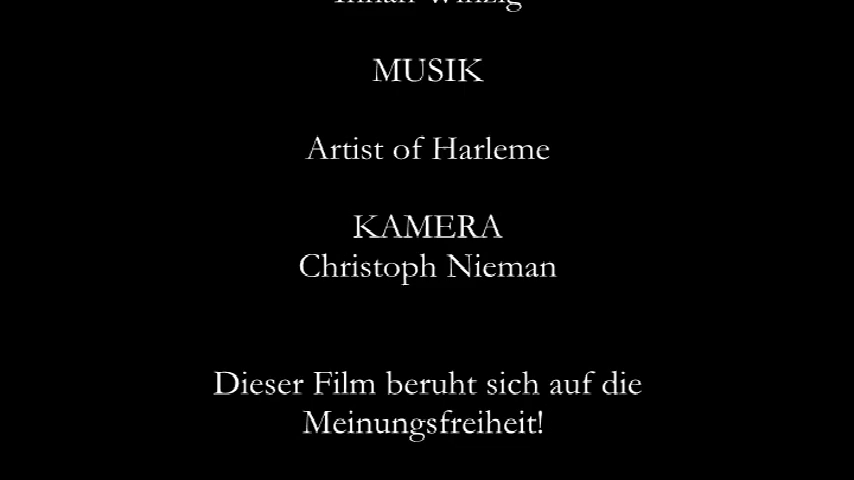 MUSIK
Artist of Harleme
KAMERA
Christoph Nieman
Dieser Film beruht sich auf die
Meinungsfreiheit!